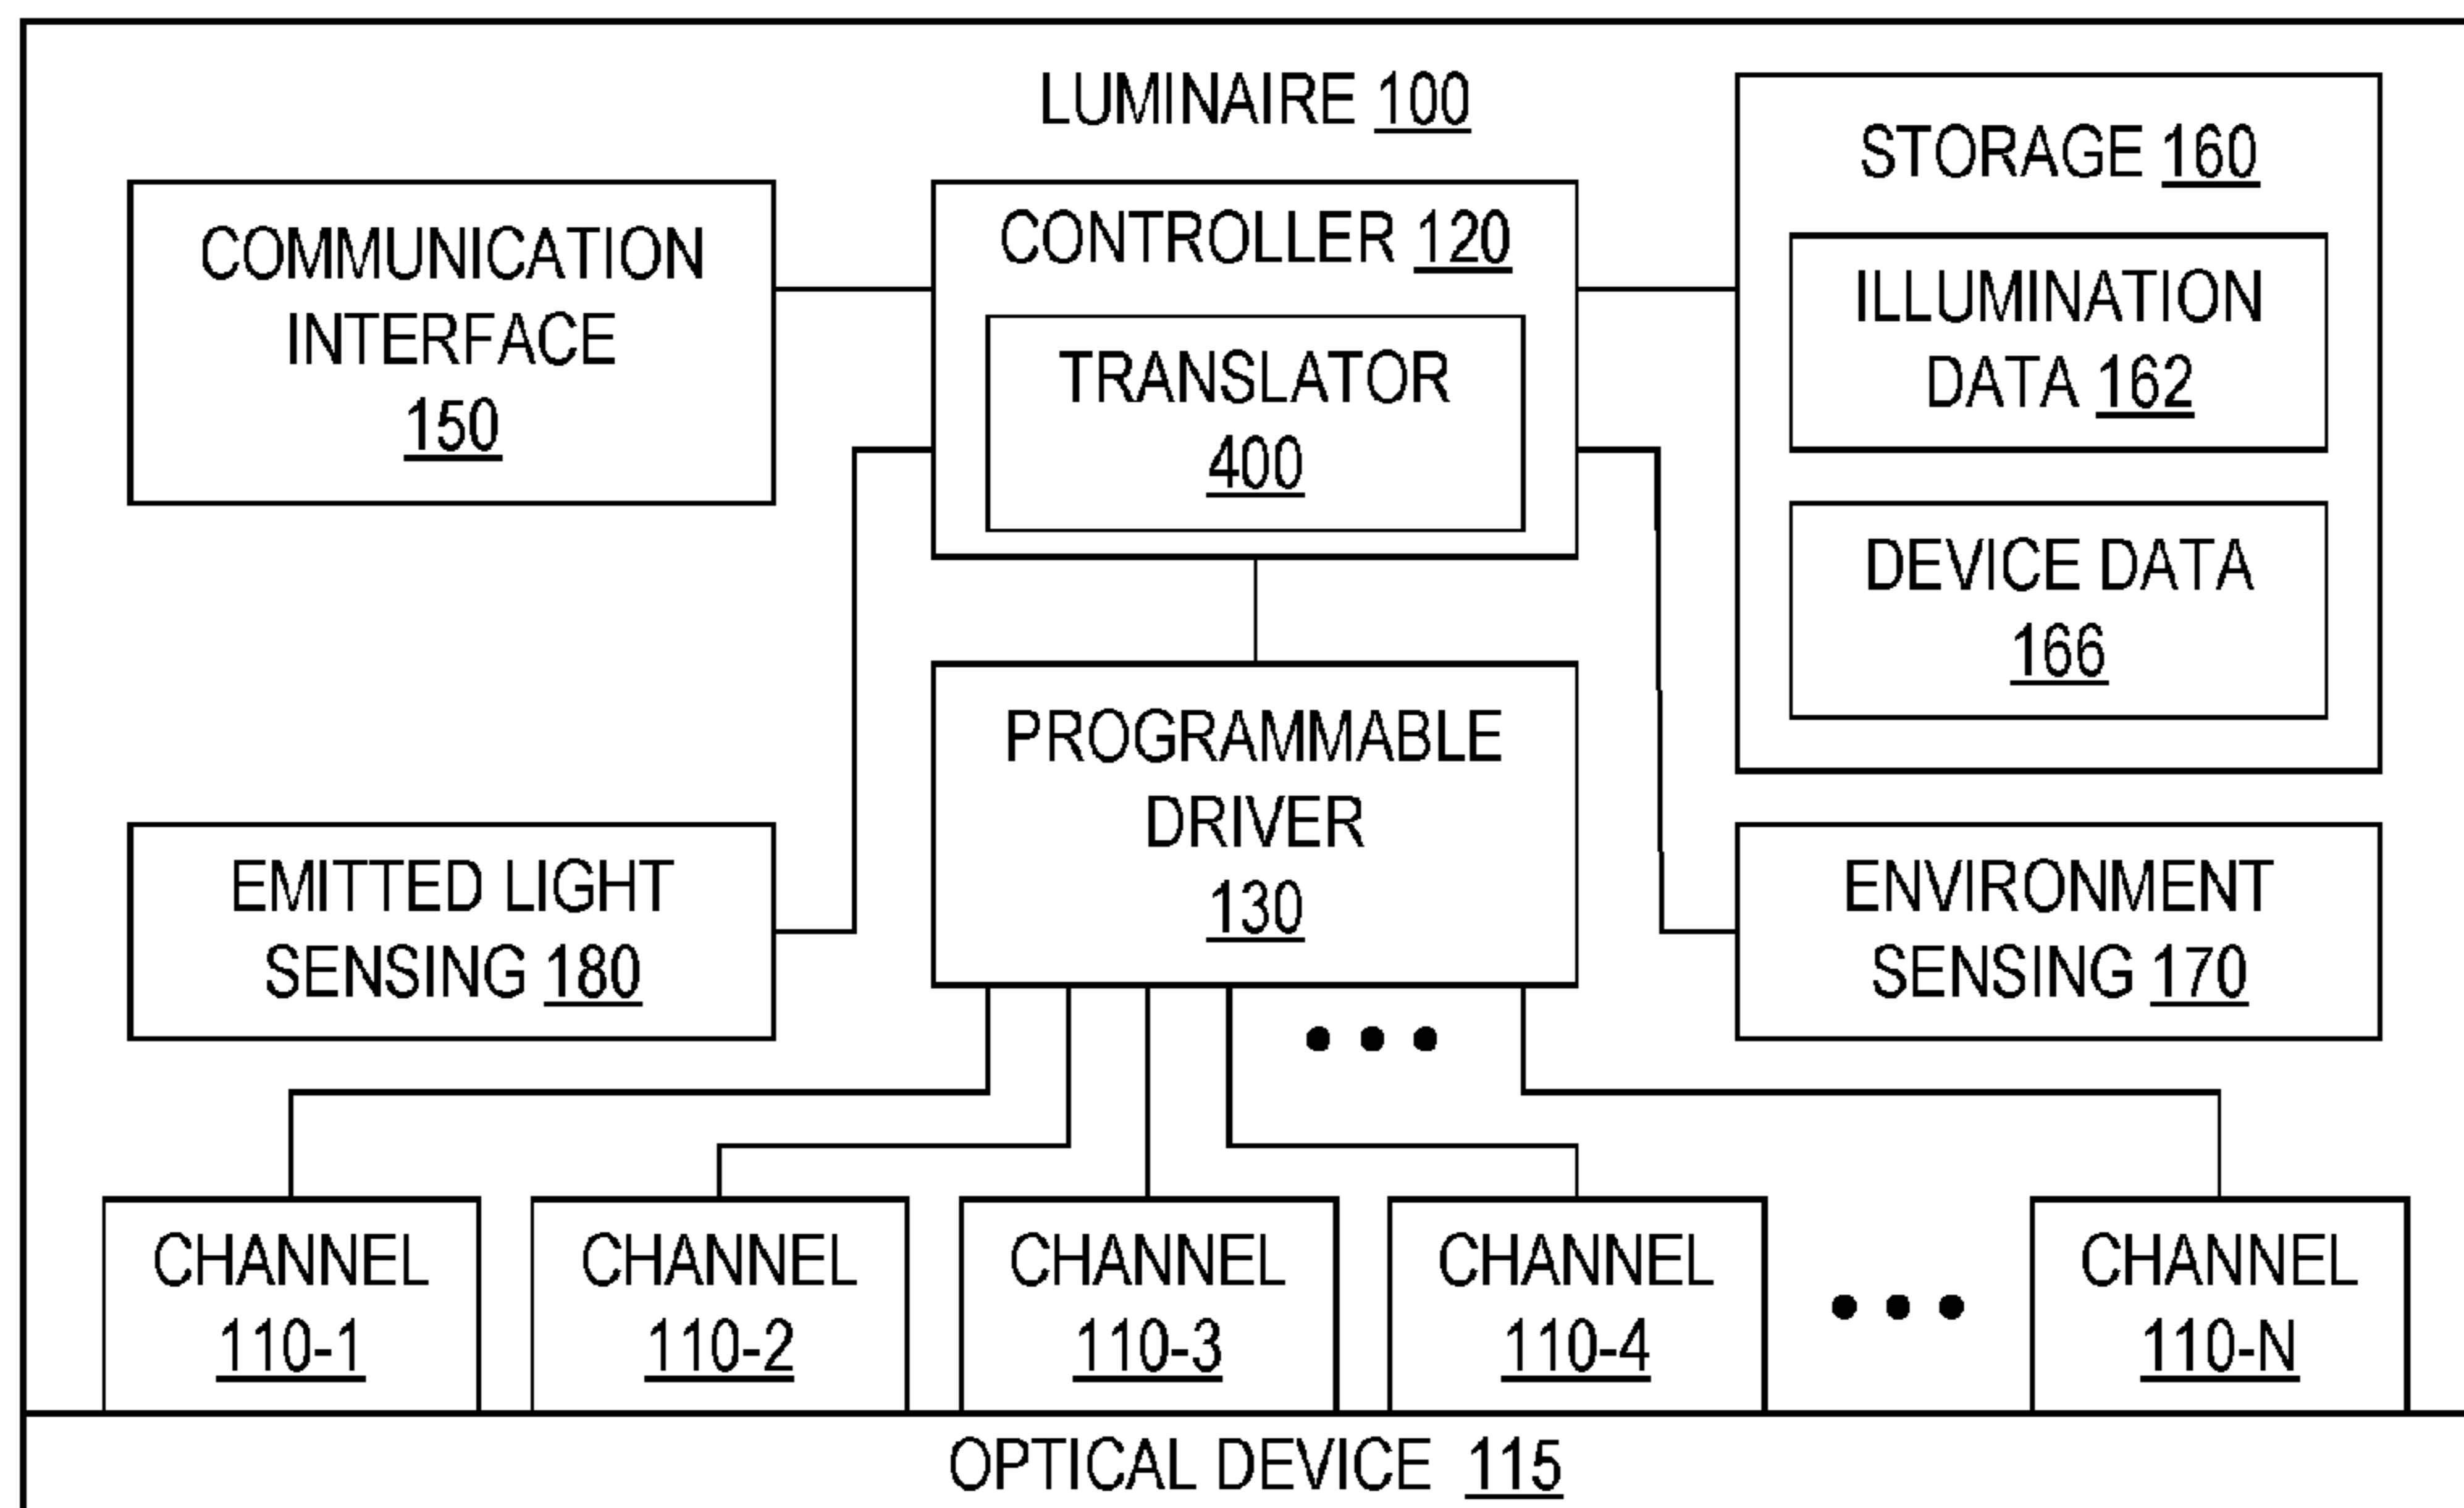 LUMINAIRE 100
COMMUNICATION
INTERFACE
150
CONTROLLER 120
TRANSLATOR
400
STORAGE 160
ILLUMINATION
DATA 162
DEVICE DATA
166
PROGRAMMABLE
DRIVER
130
EMITTED LIGHT
SENSING 180
ENVIRONMENT
SENSING 170
CHANNEL
110-1
CHANNEL
110-2
CHANNEL
110-3
CHANNEL
110-4
CHANNEL
110-N
OPTICAL DEVICE 115